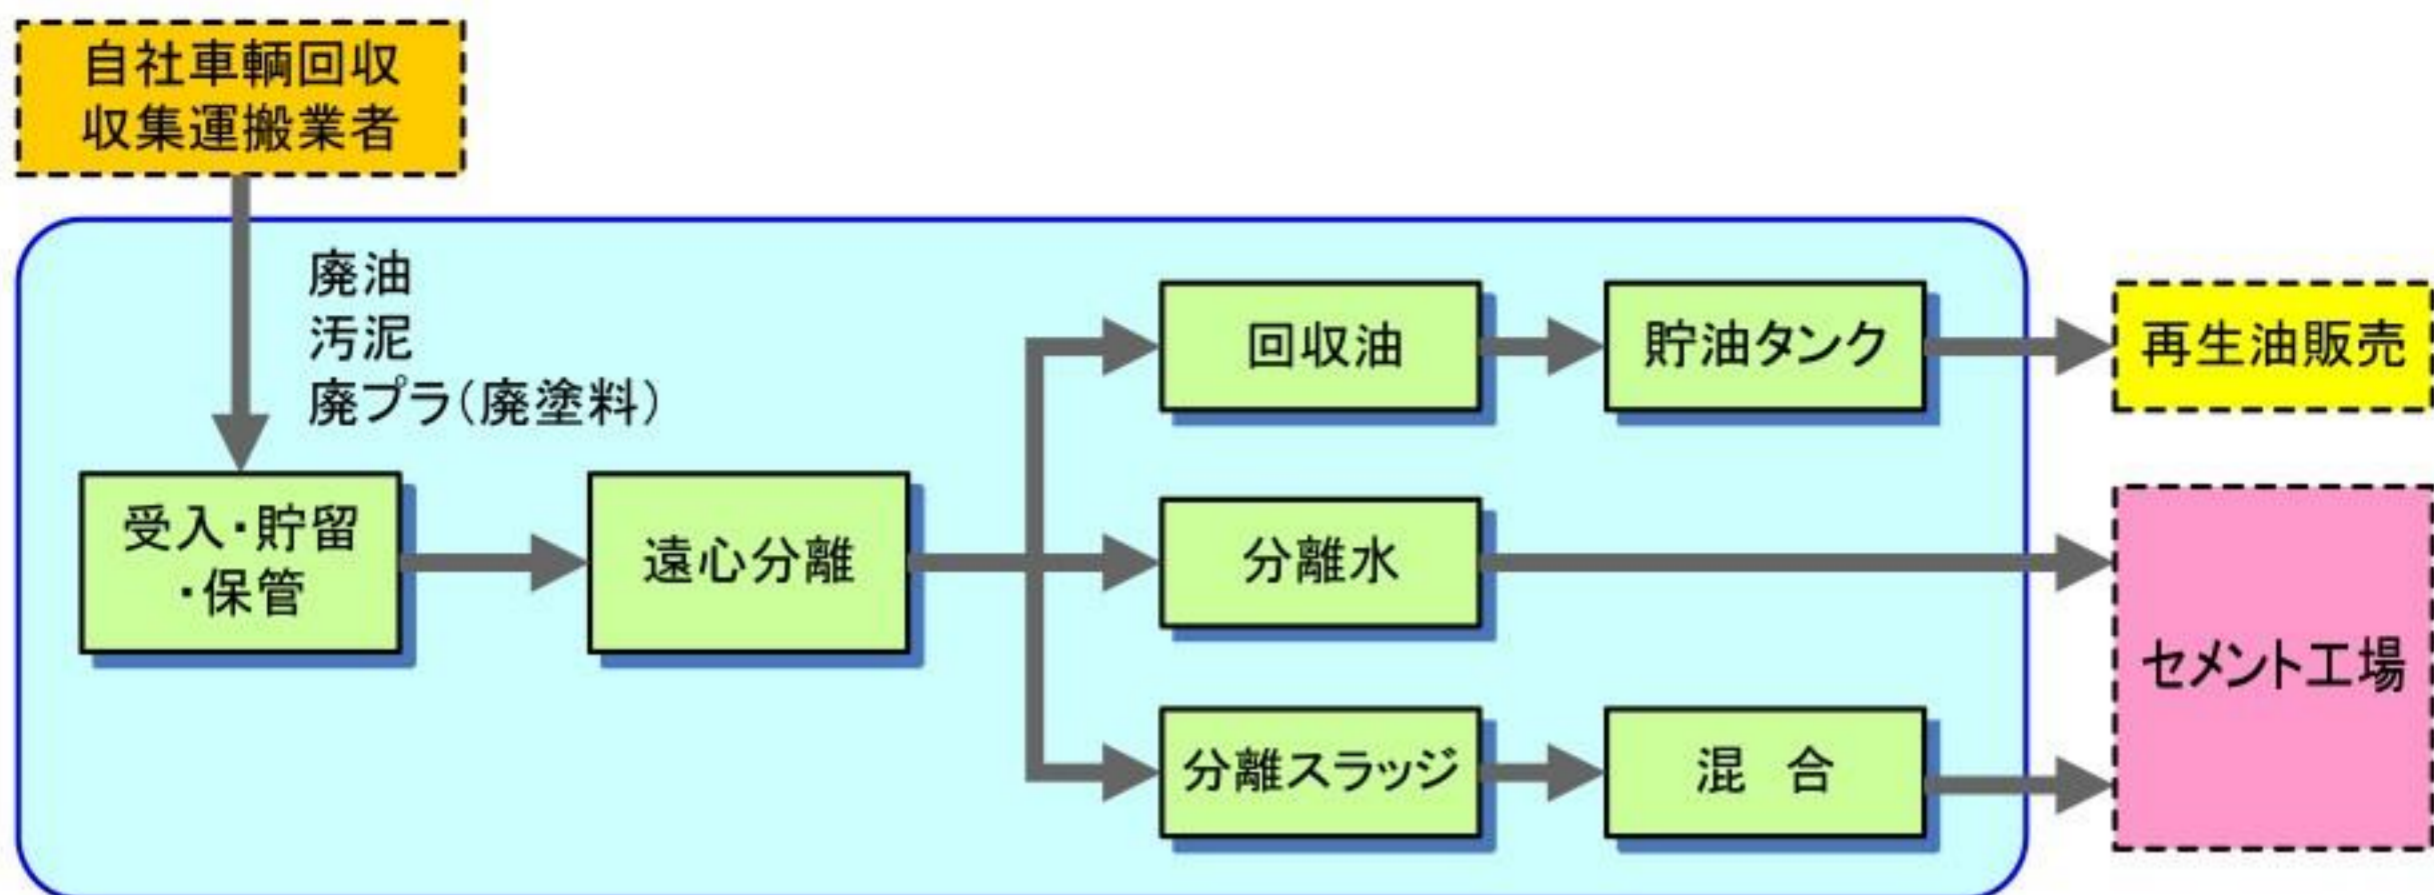 自社車輌回収
収集運搬業者
廃油
汚泥
廃プラ(廃塗料)
受入・貯留
・保管
遠心分離
回収油
貯油タンク
再生油販売
分離水
セメント工場
分離スラッジ
混 合